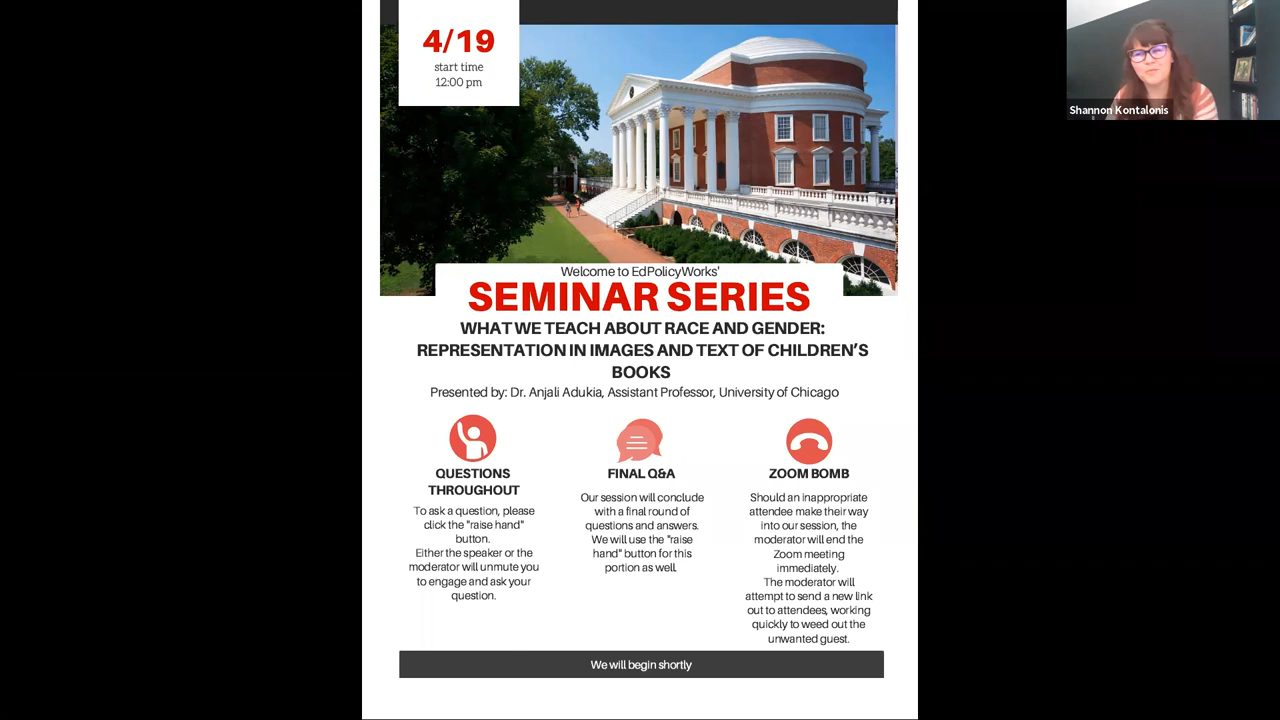 4/19
start time
12:00 pm
Shannon Kontalonis
Welcome to EdPolicyWorks'
SEMINAR SERIES
WHAT WE TEACH ABOUT RACE AND GENDER:
REPRESENTATION IN IMAGES AND TEXT OF CHILDREN'S
BOOKS
Presented by: Dr. Anjali Adukia, Assistant Professor, University of Chicago
QUESTIONS
THROUGHOUT
To ask a question, please
click the "raise hand"
button.
Either the speaker or the
moderator will unmute you
to engage and ask your
question.
FINAL Q&A
Our session will conclude
with a final round of
questions and answers.
We will use the "raise
hand" button for this
portion as well.
ZOOM BOMB
Should an inappropriate
attendee make their way
into our session, the
moderator will end the
Zoom meeting
immediately.
The moderator will
attempt to send a new link
out to attendees, working
quickly to weed out the
unwanted guest.
We will begin shortly